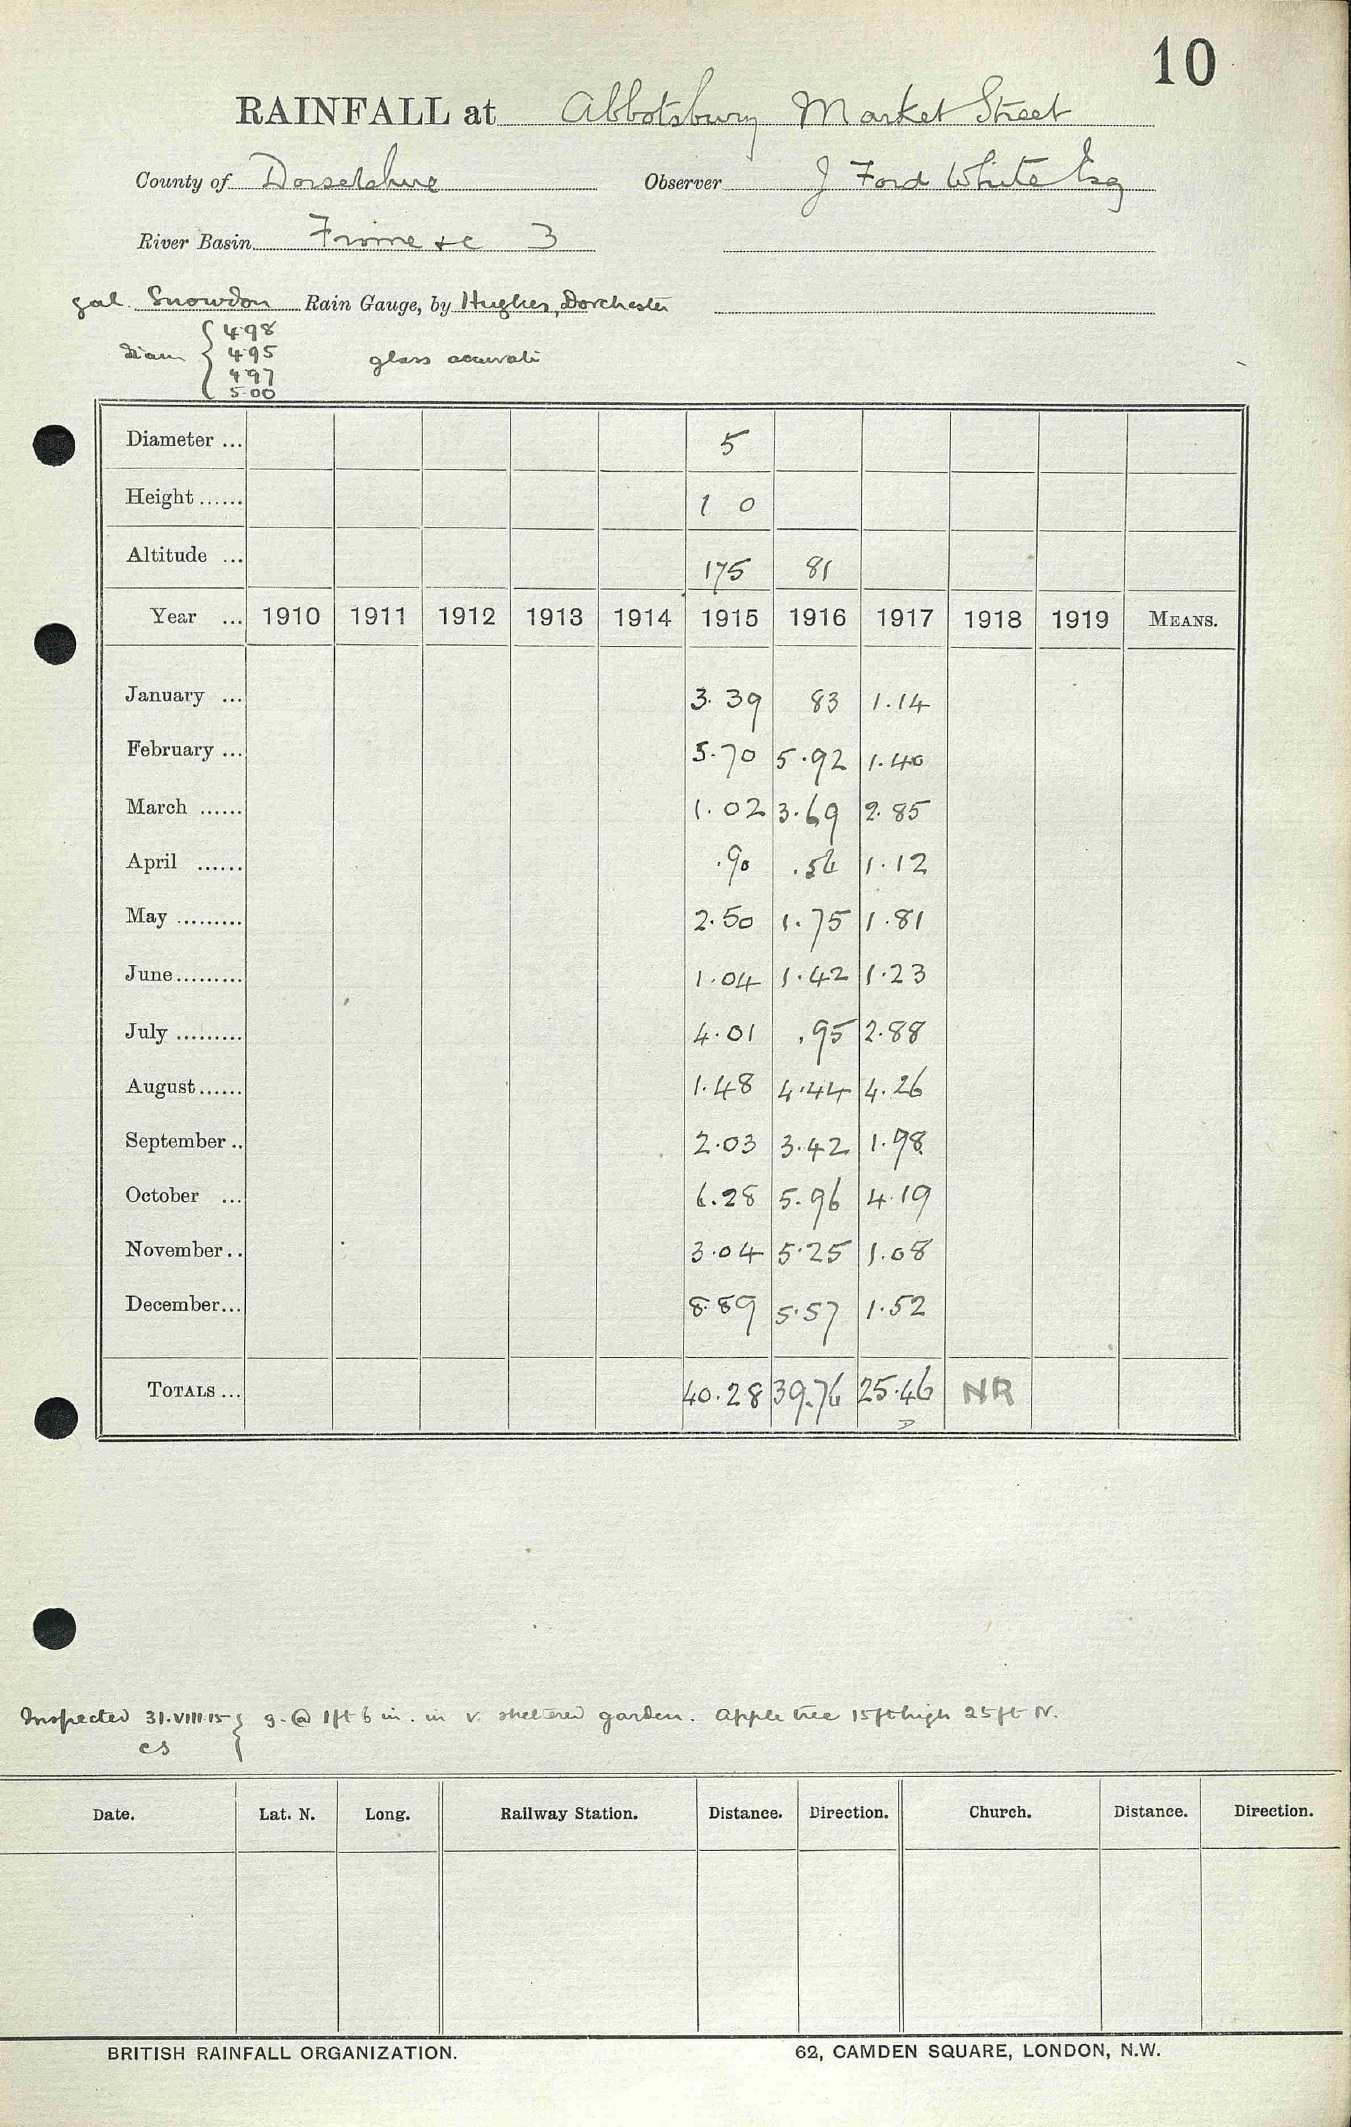 10
RAINFALL at Abbotsbury Market Street
County of Dorsetshire Observer J Ford White Esq
River Basin Frome &c 3
gal. Snowdon Rain Gauge, by Hughes, Dorchester
diam { 4.98
4.95 glass accurate
4.97
5.00
Diameter ... 5
Height ...... 1 0
Altitude ... 175 81
Year ... 1910 1911 1912 1913 1914 1915 1916 1917 1918 1919 MEANS.
January ... 3.39 83 1.14
February ... 5.70 5.92 1.40
March ...... 1.02 3.69 2.85
April ...... .90 .56 1.12
May ......... 2.50 1.75 1.81
June ......... 1.04 1.42 1.23
July ......... 4.01 .95 2.88
August ...... 1.48 4.44 4.26
September .. 2.03 3.42 1.98
October ... 6.28 5.96 4.19
November .. 3.04 5.25 1.08
December ... 8.89 5.57 1.52
TOTALS ... 40.28 39.76 25.46 NR
D
Inspected 31.VIII.15 } g. @ 1ft 6 in. in v. sheltered garden. Apple tree 15ft high 25ft N.
cs
Date. Lat. N. Long. Railway Station. Distance. Direction. Church. Distance. Direction.
BRITISH RAINFALL ORGANIZATION. 62, CAMDEN SQUARE, LONDON, N.W.